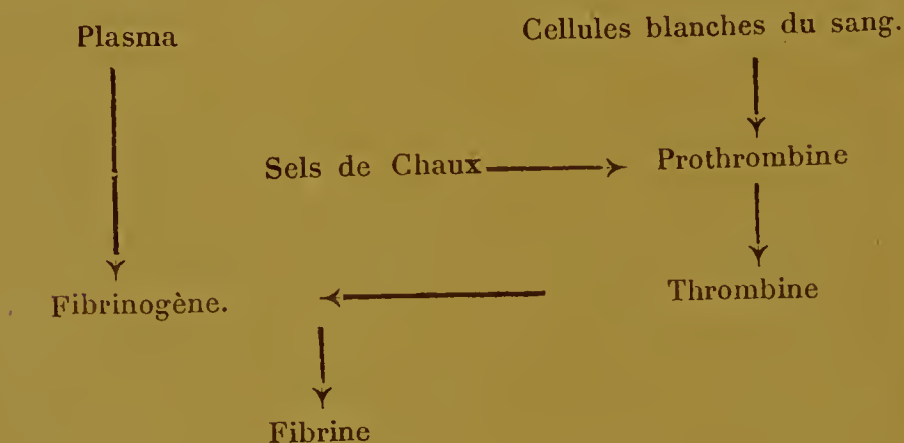 Plasma
Cellules blanches du sang.
Sels de Chaux
Prothrombine
Fibrinogène.
Thrombine
Fibrine